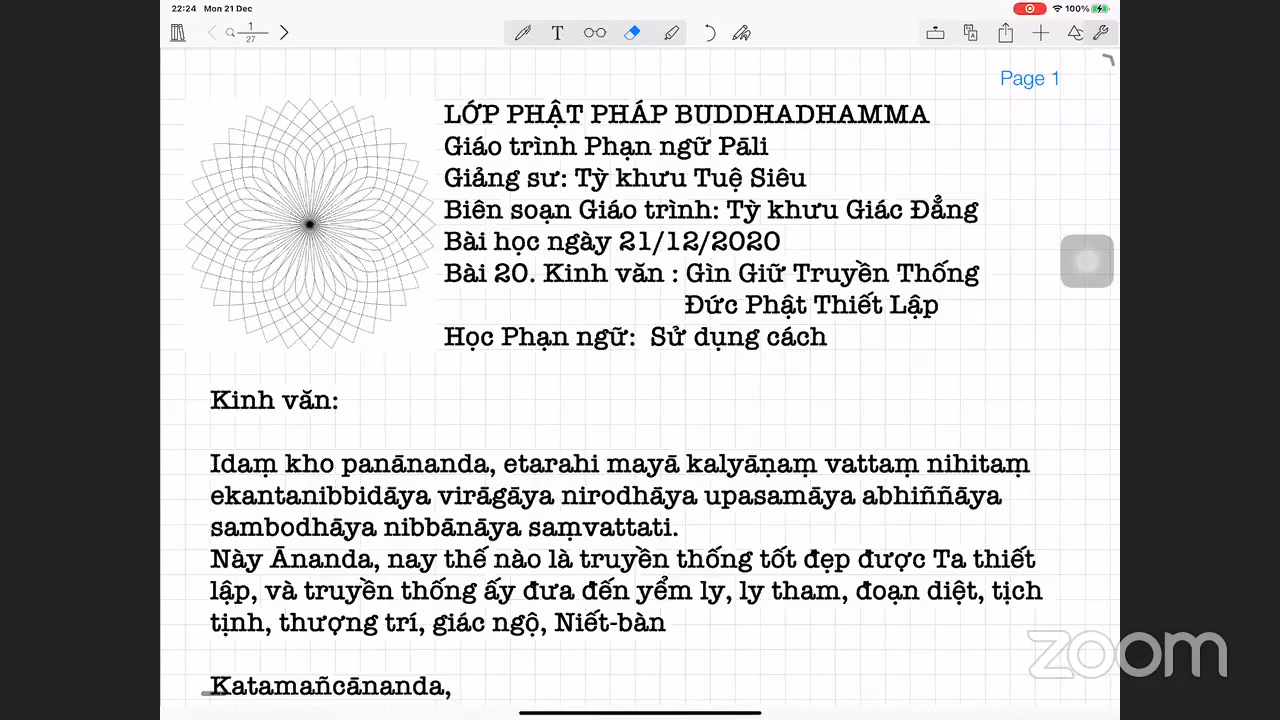 22:24 Mon 21 Dec
100%
1
27
T
Page 1
LỚP PHẬT PHÁP BUDDHADHAMMA
Giáo trình Phạn ngữ Pāli
Giảng sư: Tỳ khưu Tuệ Siêu
Biên soạn Giáo trình: Tỳ khưu Giác Đẳng
Bài học ngày 21/12/2020
Bài 20. Kinh văn : Gìn Giữ Truyền Thống
Đức Phật Thiết Lập
Học Phạn ngữ: Sử dụng cách
Kinh văn:
Idaṃ kho panānanda, etarahi mayā kalyāṇaṃ vattaṃ nihitaṃ
ekantanibbidāya virāgāya nirodhāya upasamāya abhiññāya
sambodhāya nibbānāya saṃvattati.
Này Ānanda, nay thế nào là truyền thống tốt đẹp được Ta thiết
lập, và truyền thống ấy đưa đến yểm ly, ly tham, đoạn diệt, tịch
tịnh, thượng trí, giác ngộ, Niết-bàn
Katamañcānanda,
zoom